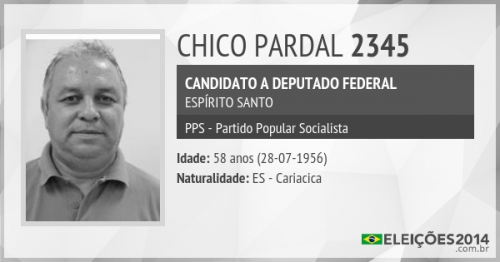 CHICO PARDAL 2345
CANDIDATO A DEPUTADO FEDERAL
ESPÍRITO SANTO
PPS - Partido Popular Socialista
Idade: 58 anos (28-07-1956)
Naturalidade: ES - Cariacica
ELEIÇÕES2014
.com.br